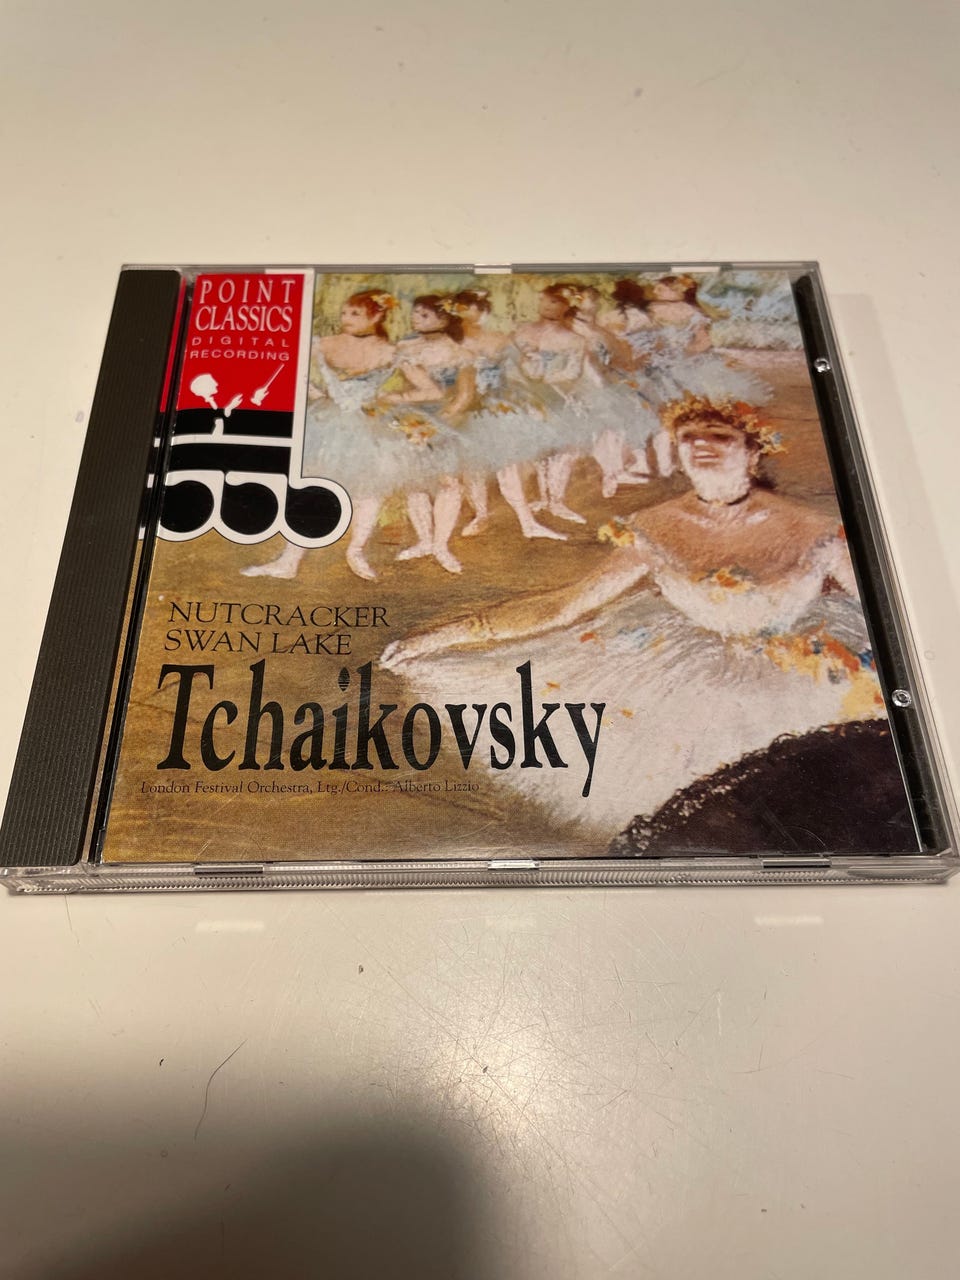 POINT
CLASSICS
DIGITAL
RECORDING
NUTCRACKER
SWAN LAKE
Tchaikovsky
London Festival Orchestra, Ltg./Cond.: Alberto Lizzio